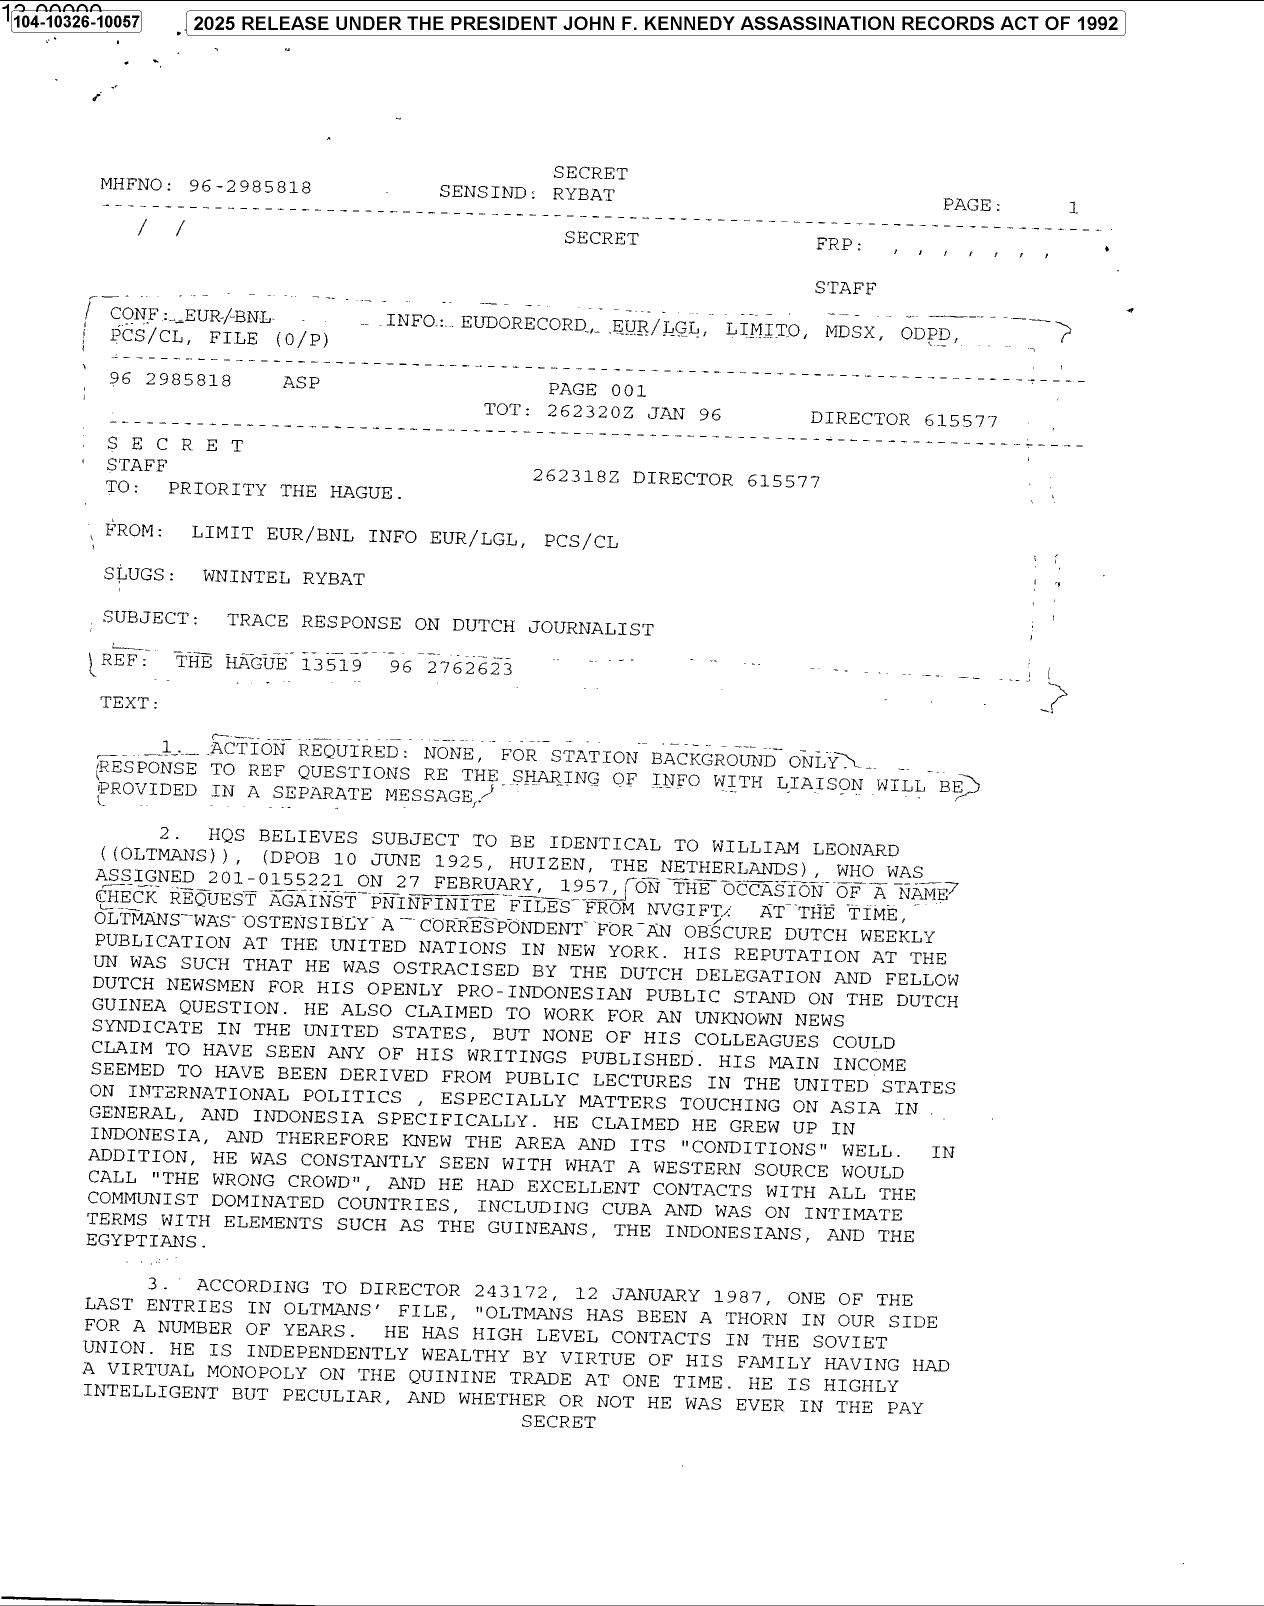 104-10326-10057
2025 RELEASE UNDER THE PRESIDENT JOHN F. KENNEDY ASSASSINATION RECORDS ACT OF 1992
SECRET
MHFNO: 96-2985818 SENSIND: RYBAT PAGE: 1
/ / SECRET FRP: , , , , , , ,
STAFF
CONF: EUR/BNL INFO: EUDORECORD, EUR/LGL, LIMITO, MDSX, ODPD,
PCS/CL, FILE (O/P)
96 2985818 ASP PAGE 001
TOT: 262320Z JAN 96 DIRECTOR 615577
S E C R E T
STAFF 262318Z DIRECTOR 615577
TO: PRIORITY THE HAGUE.
FROM: LIMIT EUR/BNL INFO EUR/LGL, PCS/CL
SLUGS: WNINTEL RYBAT
SUBJECT: TRACE RESPONSE ON DUTCH JOURNALIST
REF: THE HAGUE 13519 96 2762623
TEXT:
1. ACTION REQUIRED: NONE, FOR STATION BACKGROUND ONLY.
RESPONSE TO REF QUESTIONS RE THE SHARING OF INFO WITH LIAISON WILL BE
PROVIDED IN A SEPARATE MESSAGE.
2. HQS BELIEVES SUBJECT TO BE IDENTICAL TO WILLIAM LEONARD
((OLTMANS)), (DPOB 10 JUNE 1925, HUIZEN, THE NETHERLANDS), WHO WAS
ASSIGNED 201-0155221 ON 27 FEBRUARY, 1957, ON THE OCCASION OF A NAME
CHECK REQUEST AGAINST PNINFINITE FILES FROM NVGIFT. AT THE TIME,
OLTMANS WAS OSTENSIBLY A CORRESPONDENT FOR AN OBSCURE DUTCH WEEKLY
PUBLICATION AT THE UNITED NATIONS IN NEW YORK. HIS REPUTATION AT THE
UN WAS SUCH THAT HE WAS OSTRACISED BY THE DUTCH DELEGATION AND FELLOW
DUTCH NEWSMEN FOR HIS OPENLY PRO-INDONESIAN PUBLIC STAND ON THE DUTCH
GUINEA QUESTION. HE ALSO CLAIMED TO WORK FOR AN UNKNOWN NEWS
SYNDICATE IN THE UNITED STATES, BUT NONE OF HIS COLLEAGUES COULD
CLAIM TO HAVE SEEN ANY OF HIS WRITINGS PUBLISHED. HIS MAIN INCOME
SEEMED TO HAVE BEEN DERIVED FROM PUBLIC LECTURES IN THE UNITED STATES
ON INTERNATIONAL POLITICS , ESPECIALLY MATTERS TOUCHING ON ASIA IN
GENERAL, AND INDONESIA SPECIFICALLY. HE CLAIMED HE GREW UP IN
INDONESIA, AND THEREFORE KNEW THE AREA AND ITS "CONDITIONS" WELL. IN
ADDITION, HE WAS CONSTANTLY SEEN WITH WHAT A WESTERN SOURCE WOULD
CALL "THE WRONG CROWD", AND HE HAD EXCELLENT CONTACTS WITH ALL THE
COMMUNIST DOMINATED COUNTRIES, INCLUDING CUBA AND WAS ON INTIMATE
TERMS WITH ELEMENTS SUCH AS THE GUINEANS, THE INDONESIANS, AND THE
EGYPTIANS.
3. ACCORDING TO DIRECTOR 243172, 12 JANUARY 1987, ONE OF THE
LAST ENTRIES IN OLTMANS' FILE, "OLTMANS HAS BEEN A THORN IN OUR SIDE
FOR A NUMBER OF YEARS. HE HAS HIGH LEVEL CONTACTS IN THE SOVIET
UNION. HE IS INDEPENDENTLY WEALTHY BY VIRTUE OF HIS FAMILY HAVING HAD
A VIRTUAL MONOPOLY ON THE QUININE TRADE AT ONE TIME. HE IS HIGHLY
INTELLIGENT BUT PECULIAR, AND WHETHER OR NOT HE WAS EVER IN THE PAY
SECRET